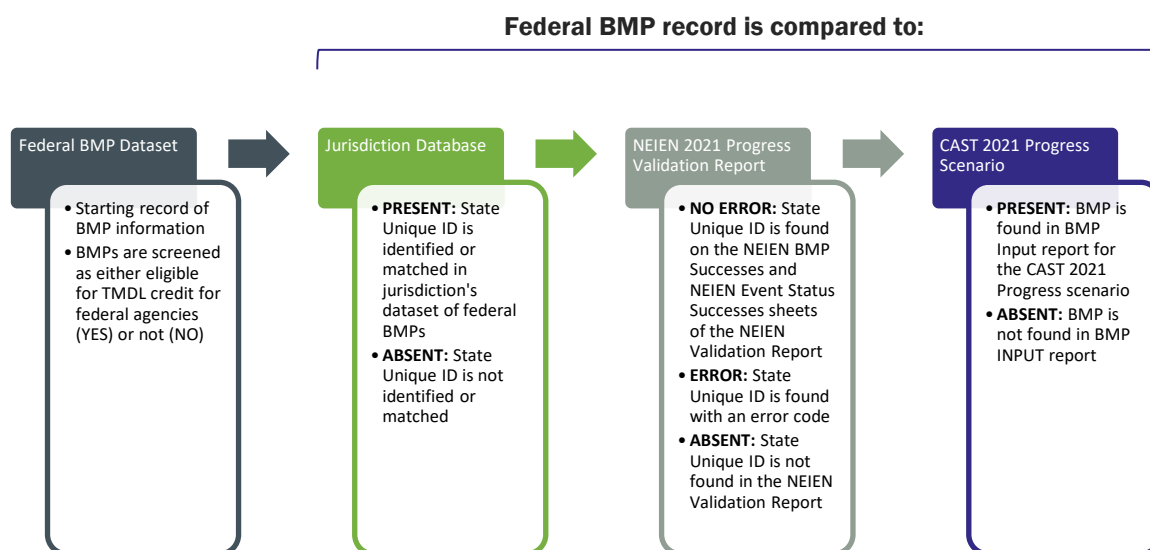 Federal BMP record is compared to:
Federal BMP Dataset
• Starting record of
BMP information
• BMPs are screened
as either eligible
for TMDL credit for
federal agencies
(YES) or not (NO)
Jurisdiction Database
• PRESENT: State
Unique ID is
identified or
matched in
jurisdiction's
dataset of federal
BMPs
• ABSENT: State
Unique ID is not
identified or
matched
NEIEN 2021 Progress
Validation Report
• NO ERROR: State
Unique ID is found
on the NEIEN BMP
Successes and
NEIEN Event Status
Successes sheets
of the NEIEN
Validation Report
• ERROR: State
Unique ID is found
with an error code
• ABSENT: State
Unique ID is not
found in the NEIEN
Validation Report
CAST 2021 Progress
Scenario
• PRESENT: BMP is
found in BMP
Input report for
the CAST 2021
Progress scenario
• ABSENT: BMP is
not found in BMP
INPUT report